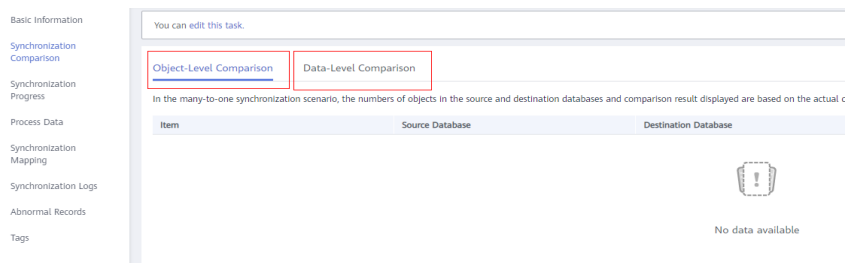 Basic Information
Synchronization
Comparison
Synchronization
Progress
Process Data
Synchronization
Mapping
Synchronization Logs
Abnormal Records
Tags
You can edit this task.
Object-Level Comparison Data-Level Comparison
In the many-to-one synchronization scenario, the numbers of objects in the source and destination databases and comparison result displayed are based on the actual
Item Source Database Destination Database
No data available